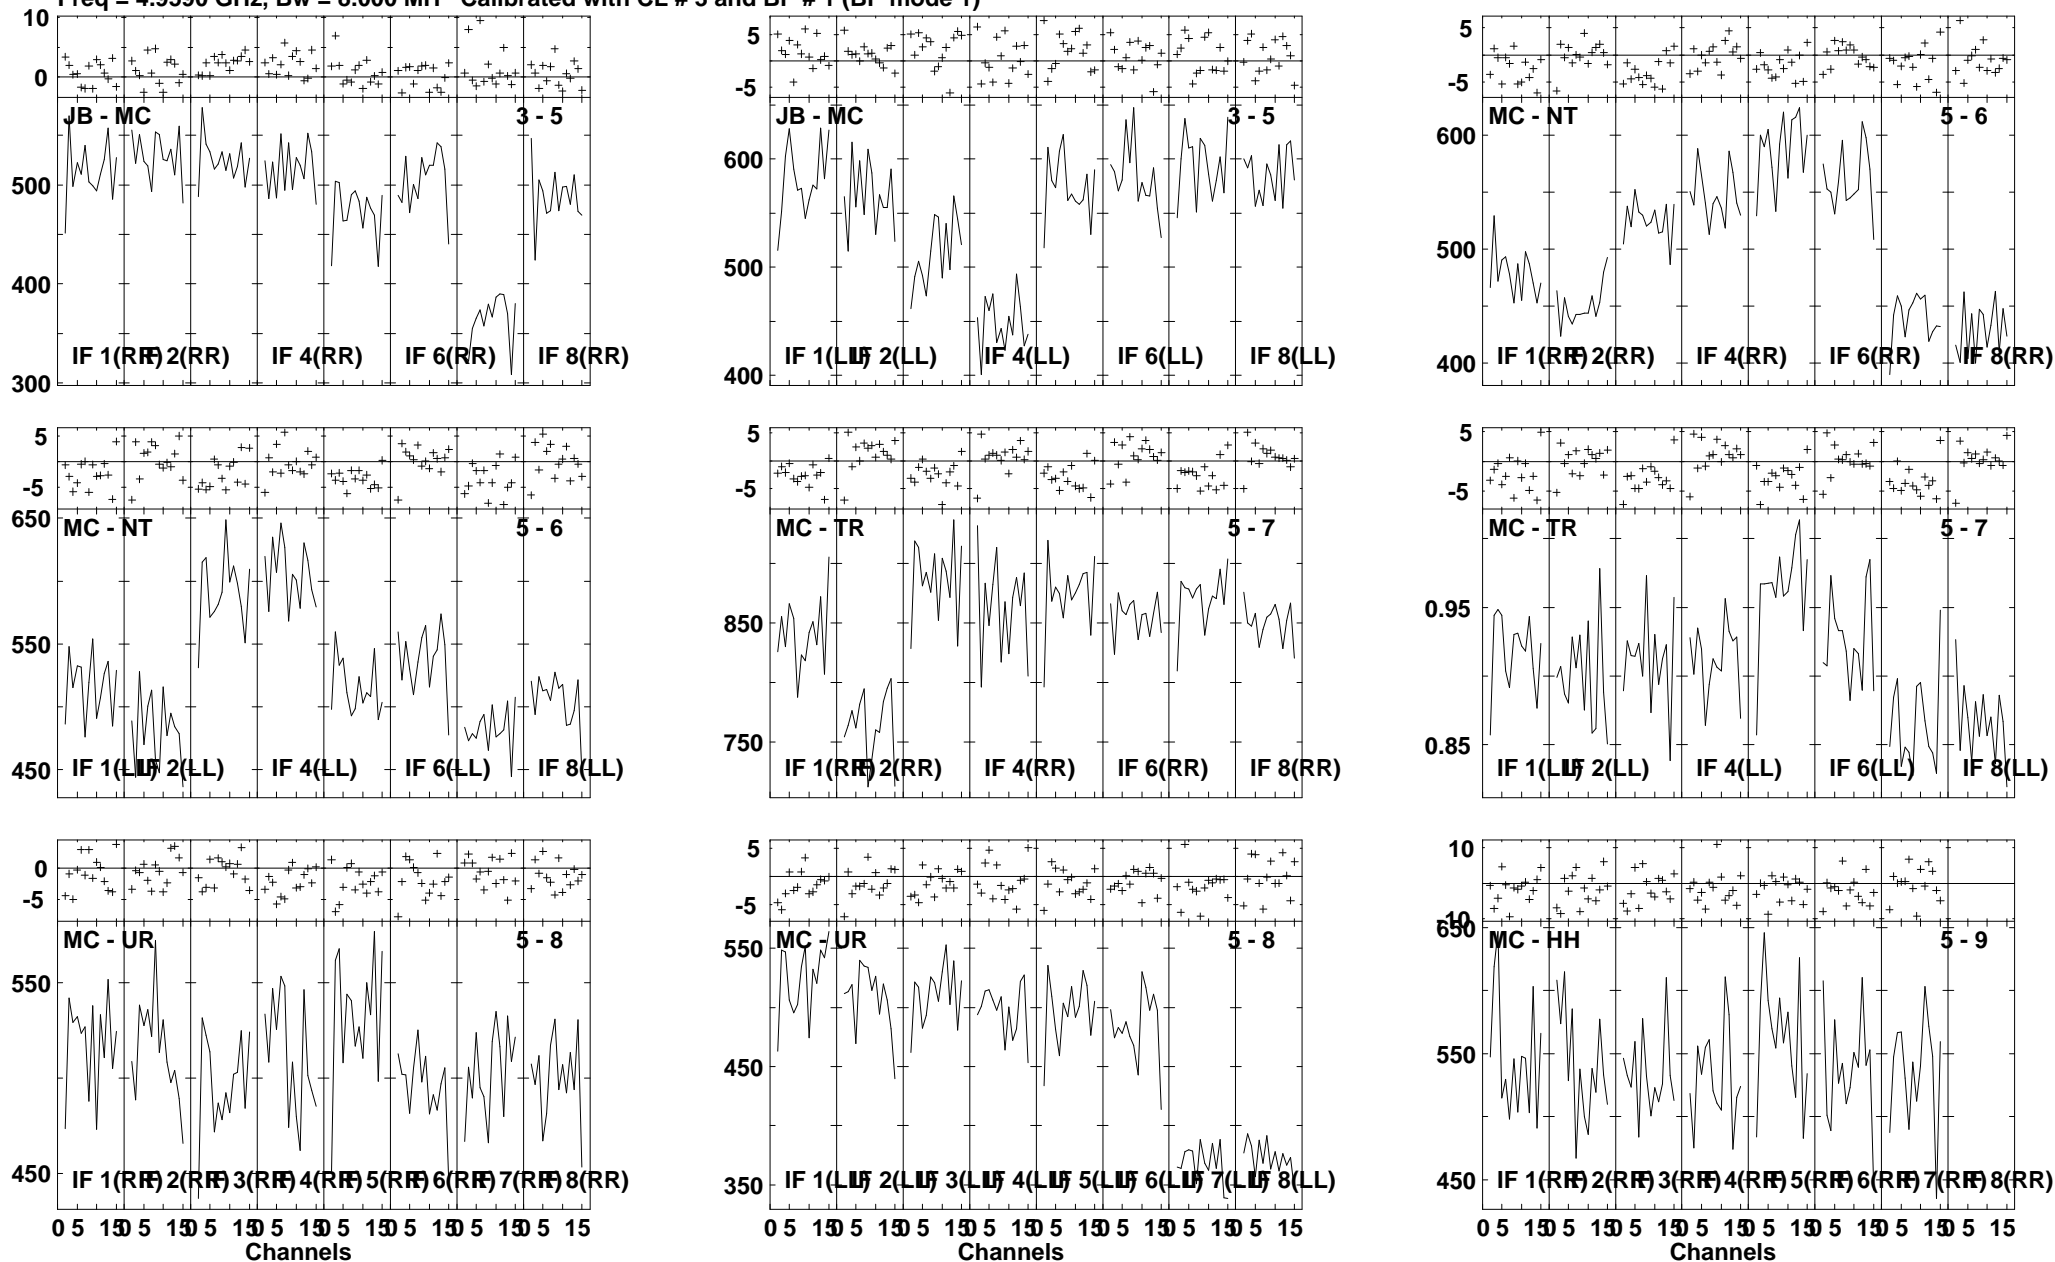 Freq = 4.9590 GHz, Bw = 8.000 MH Calibrated with CL # 3 and BP # 1 (BP mode 1)
10
0
JB - MC 3 - 5
500
400
300
IF 1(RR) IF 2(RR) IF 4(RR) IF 6(RR) IF 8(RR)
5
-5
JB - MC 3 - 5
600
500
400
IF 1(LL) IF 2(LL) IF 4(LL) IF 6(LL) IF 8(LL)
5
-5
MC - NT 5 - 6
600
500
400
IF 1(RR) IF 2(RR) IF 4(RR) IF 6(RR) IF 8(RR)
5
-5
650
MC - NT 5 - 6
550
450
IF 1(LL) IF 2(LL) IF 4(LL) IF 6(LL) IF 8(LL)
5
-5
MC - TR 5 - 7
850
750
IF 1(RR) IF 2(RR) IF 4(RR) IF 6(RR) IF 8(RR)
5
-5
MC - TR 5 - 7
0.95
0.85
IF 1(LL) IF 2(LL) IF 4(LL) IF 6(LL) IF 8(LL)
0
-5
MC - UR 5 - 8
550
450
IF 1(RR) IF 2(RR) IF 3(RR) IF 4(RR) IF 5(RR) IF 6(RR) IF 7(RR) IF 8(RR)
0 5 15 0 5 15 0 5 15 0 5 15 0 5 15 0 5 15 0 5 15 0 5 15
Channels
5
-5
MC - UR 5 - 8
550
450
350
IF 1(LL) IF 2(LL) IF 3(LL) IF 4(LL) IF 5(LL) IF 6(LL) IF 7(LL) IF 8(LL)
0 5 15 0 5 15 0 5 15 0 5 15 0 5 15 0 5 15 0 5 15 0 5 15
Channels
10
-10
650
MC - HH 5 - 9
550
450
IF 1(RR) IF 2(RR) IF 3(RR) IF 4(RR) IF 5(RR) IF 6(RR) IF 7(RR) IF 8(RR)
0 5 15 0 5 15 0 5 15 0 5 15 0 5 15 0 5 15 0 5 15 0 5 15
Channels